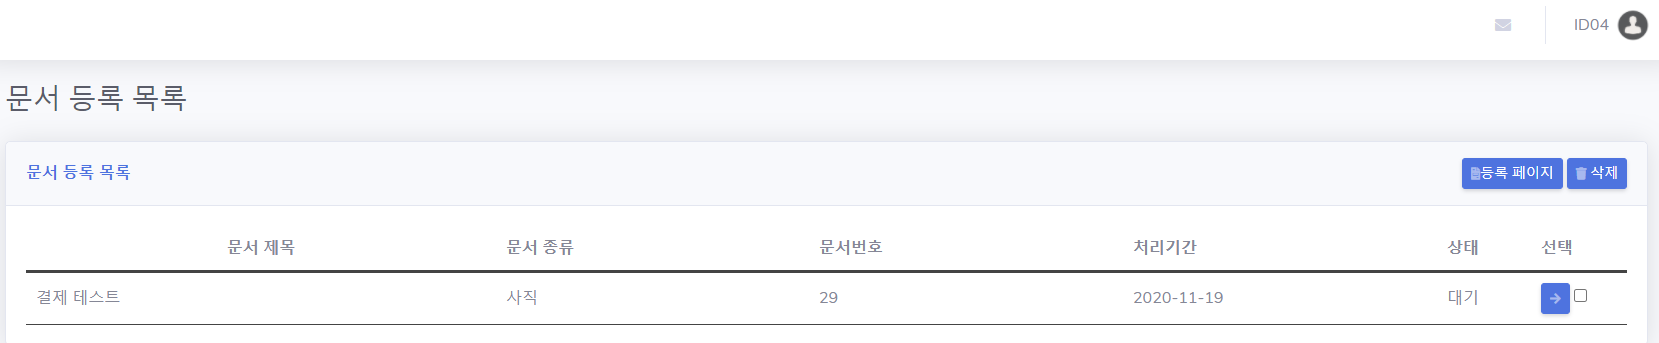 ID04
문서 등록 목록
문서 등록 목록 등록 페이지 삭제
문서 제목 문서 종류 문서번호 처리기간 상태 선택
결제 테스트 사직 29 2020-11-19 대기